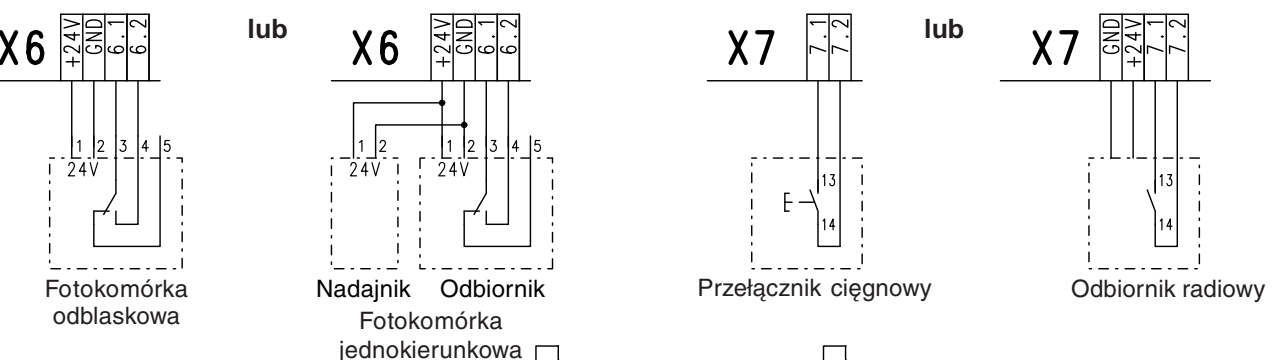 X6 +24V GND 6.1 6.2
lub
X6 +24V GND 6.1 6.2
X7 7.1 7.2
lub
X7 GND +24V 7.1 7.2
1 2 3 4 5
24V
1 2
24V
1 2 3 4 5
24V
13
14
13
14
Fotokomórka
odblaskowa
Nadajnik Odbiornik
Fotokomórka
jednokierunkowa
Przełącznik cięgnowy
Odbiornik radiowy